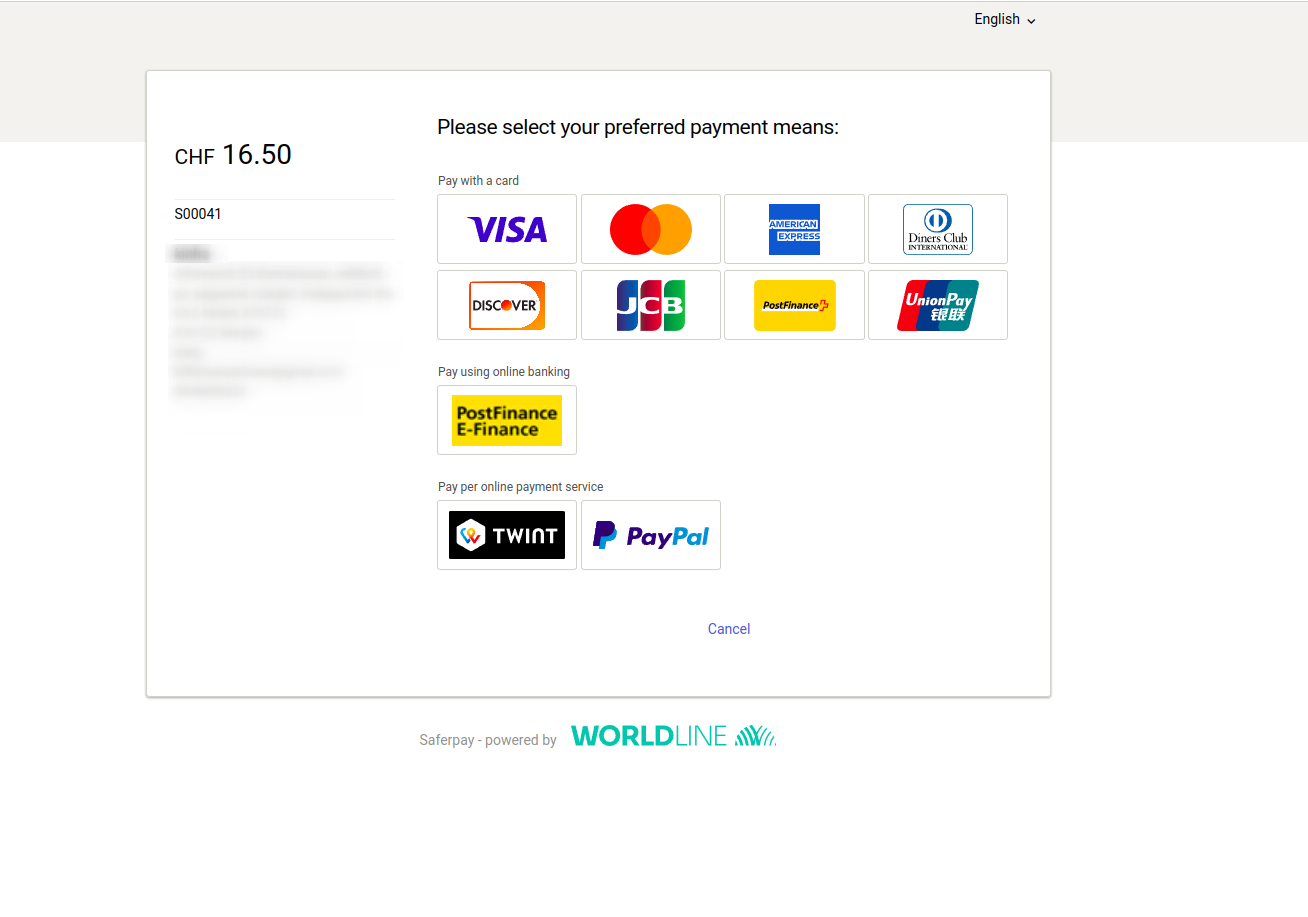 English
CHF 16.50
S00041
Please select your preferred payment means:
Pay with a card
VISA
AMERICAN
EXPRESS
Diners Club
INTERNATIONAL
DISCOVER
JCB
PostFinance
UnionPay
银联
Pay using online banking
PostFinance
E-Finance
Pay per online payment service
TWINT
PayPal
Cancel
Saferpay - powered by WORLDLINE